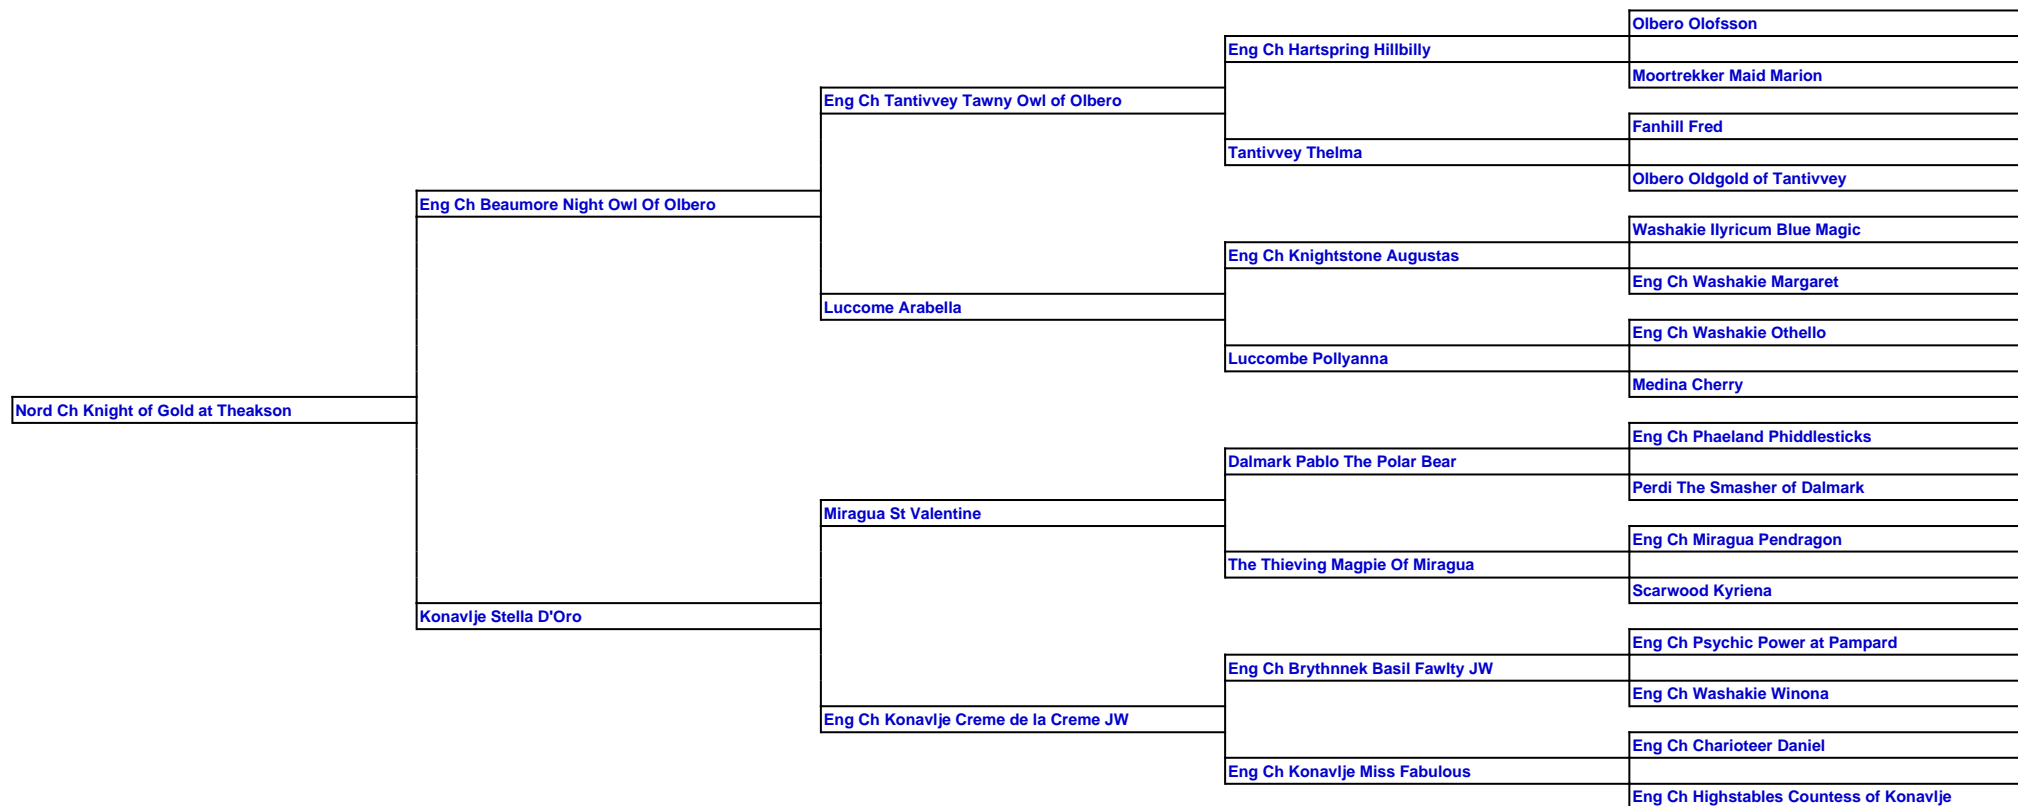 Olbero Olofsson
Eng Ch Hartspring Hillbilly
Moortrekker Maid Marion
Eng Ch Tantivvey Tawny Owl of Olbero
Fanhill Fred
Tantivvey Thelma
Olbero Oldgold of Tantivvey
Eng Ch Beaumore Night Owl Of Olbero
Washakie Ilyricum Blue Magic
Eng Ch Knightstone Augustas
Eng Ch Washakie Margaret
Luccome Arabella
Eng Ch Washakie Othello
Luccombe Pollyanna
Medina Cherry
Nord Ch Knight of Gold at Theakson
Eng Ch Phaeland Phiddlesticks
Dalmark Pablo The Polar Bear
Perdi The Smasher of Dalmark
Miragua St Valentine
Eng Ch Miragua Pendragon
The Thieving Magpie Of Miragua
Scarwood Kyriena
Konavlje Stella D'Oro
Eng Ch Psychic Power at Pampard
Eng Ch Brythnnek Basil Fawlty JW
Eng Ch Washakie Winona
Eng Ch Konavlje Creme de la Creme JW
Eng Ch Charioteer Daniel
Eng Ch Konavlje Miss Fabulous
Eng Ch Highstables Countess of Konavlje